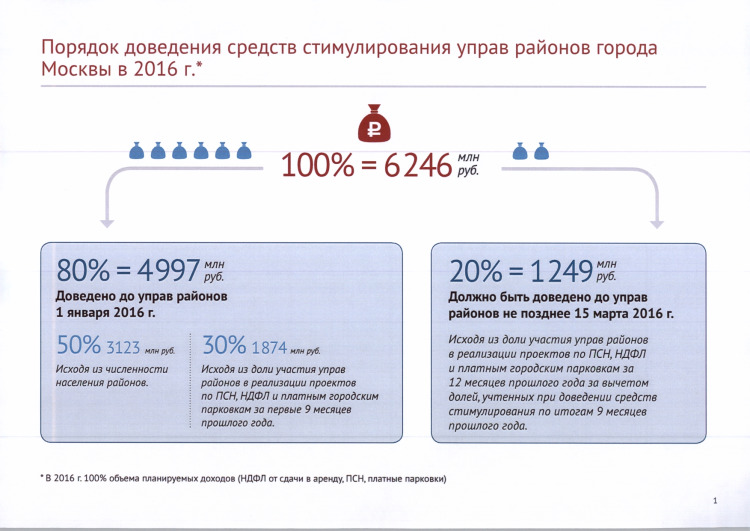 Порядок доведения средств стимулирования управ районов города
Москвы в 2016 г.*
100% = 6 246 млн
руб.
80% = 4 997 млн
руб.
Доведено до управ районов
1 января 2016 г.
50% 3123 млн руб.
Исходя из численности
населения районов.
30% 1874 млн руб.
Исходя из доли участия управ
районов в реализации проектов
по ПСН, НДФЛ и платным городским
парковкам за первые 9 месяцев
прошлого года.
20% = 1 249 млн
руб.
Должно быть доведено до управ
районов не позднее 15 марта 2016 г.
Исходя из доли участия управ районов
в реализации проектов по ПСН, НДФЛ
и платным городским парковкам за
12 месяцев прошлого года за вычетом
долей, учтенных при доведении средств
стимулирования по итогам 9 месяцев
прошлого года.
* В 2016 г. 100% объема планируемых доходов (НДФЛ от сдачи в аренду, ПСН, платные парковки)
1